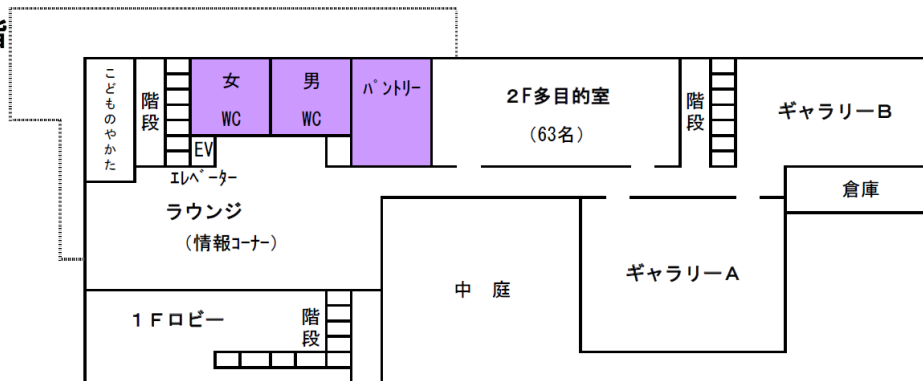 階
こどものやかた
階段
女
WC
男
WC
パントリー
2F多目的室
(63名)
階段
ギャラリーB
EV
エレベーター
倉庫
ラウンジ
(情報コーナー)
ギャラリーA
中 庭
1Fロビー
階段